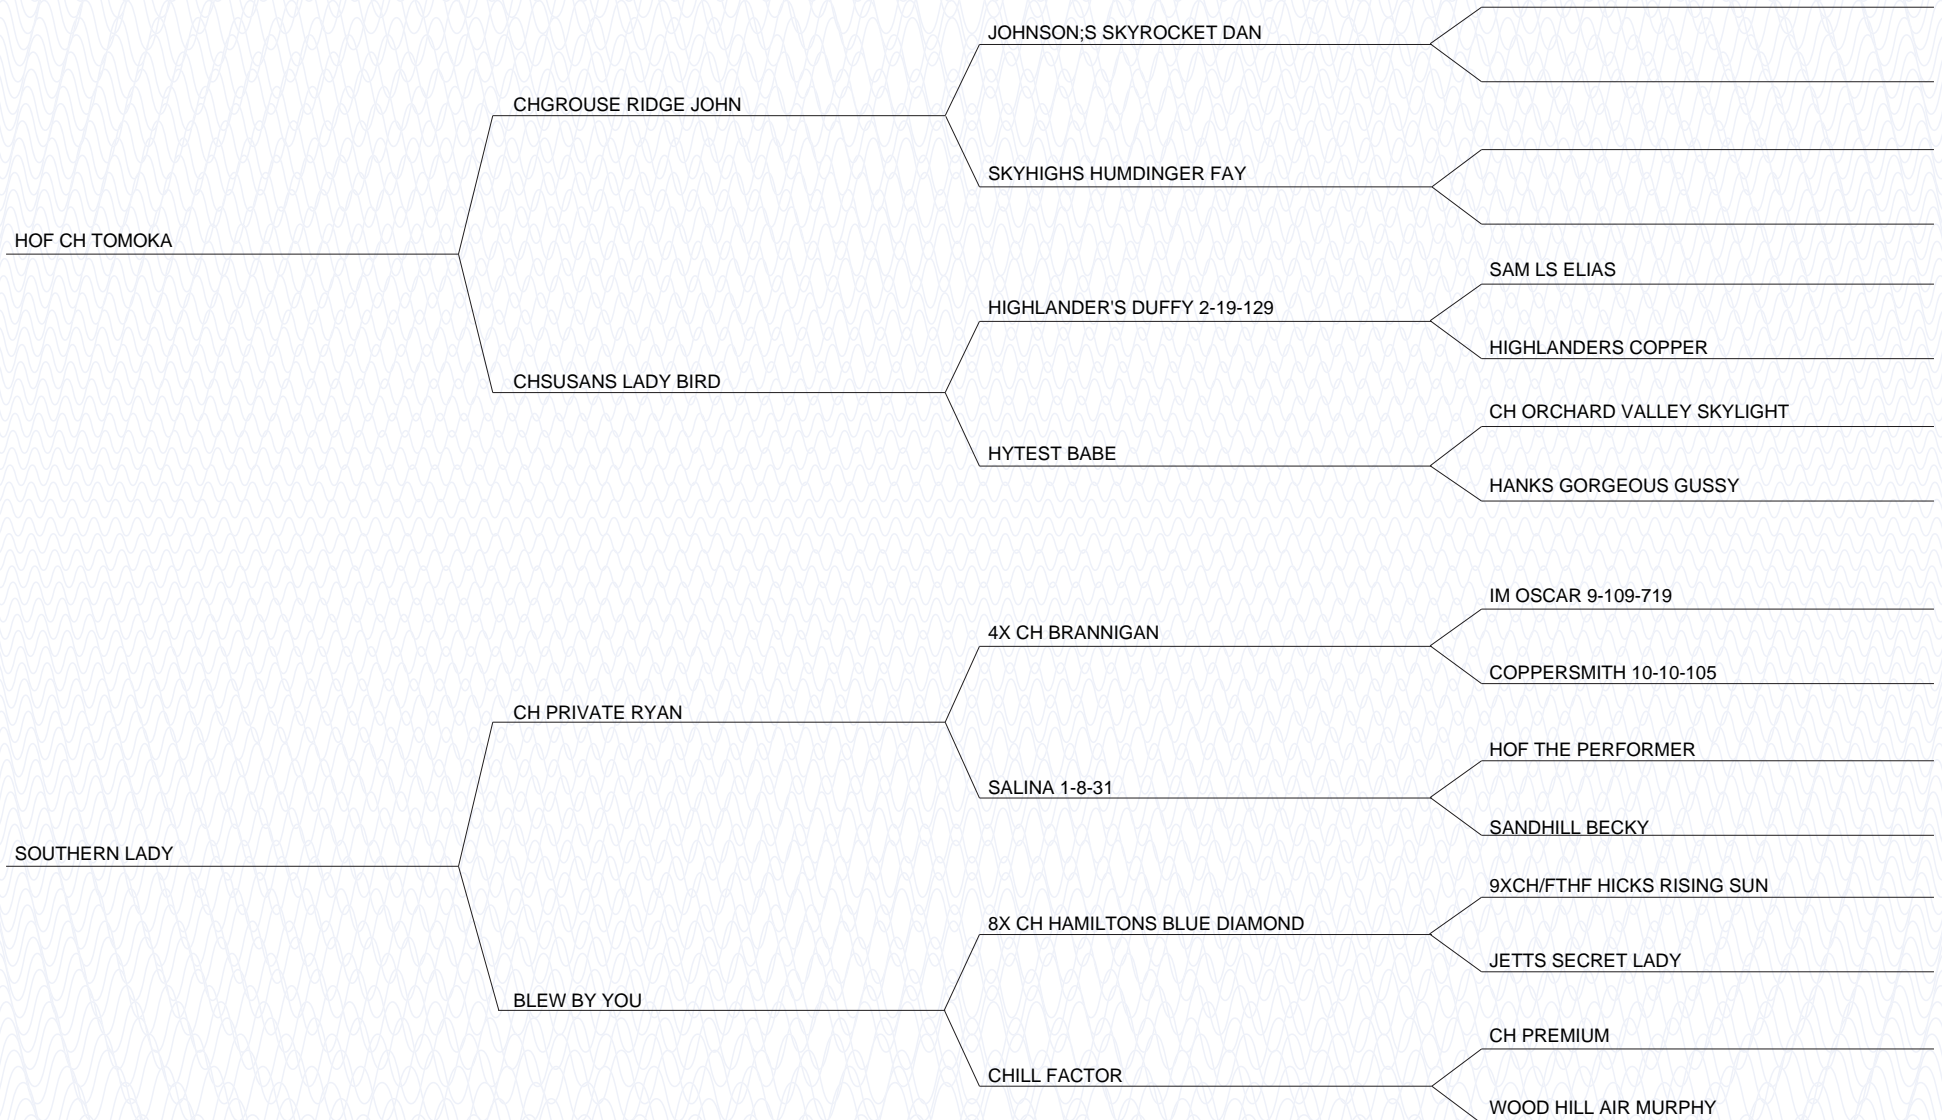 JOHNSON;S SKYROCKET DAN
CHGROUSE RIDGE JOHN
SKYHIGHS HUMDINGER FAY
HOF CH TOMOKA
SAM LS ELIAS
HIGHLANDER'S DUFFY 2-19-129
HIGHLANDERS COPPER
CHSUSANS LADY BIRD
CH ORCHARD VALLEY SKYLIGHT
HYTEST BABE
HANKS GORGEOUS GUSSY
IM OSCAR 9-109-719
4X CH BRANNIGAN
COPPERSMITH 10-10-105
CH PRIVATE RYAN
HOF THE PERFORMER
SALINA 1-8-31
SANDHILL BECKY
SOUTHERN LADY
9XCH/FTHF HICKS RISING SUN
8X CH HAMILTONS BLUE DIAMOND
JETTS SECRET LADY
BLEW BY YOU
CH PREMIUM
CHILL FACTOR
WOOD HILL AIR MURPHY